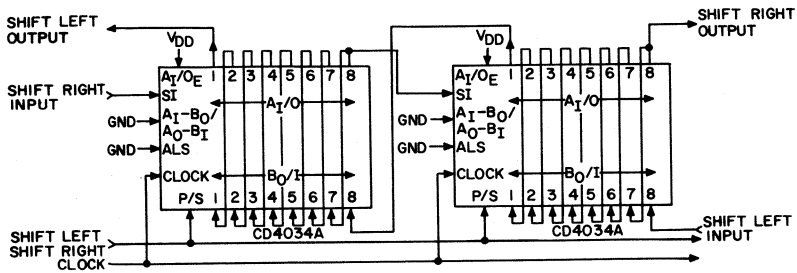 SHIFT LEFT
OUTPUT
SHIFT RIGHT
OUTPUT
VDD
VDD
AI/OE 1 2 3 4 5 6 7 8
AI/OE 1 2 3 4 5 6 7 8
SHIFT RIGHT
INPUT
SI
AI/O
SI
AI/O
GND
AI-BO/
AO-BI
GND
AI-BO/
AO-BI
GND
ALS
GND
ALS
CLOCK
BO/I
CLOCK
BO/I
P/S 1 2 3 4 5 6 7 8
P/S 1 2 3 4 5 6 7 8
CD4034A
CD4034A
SHIFT LEFT
INPUT
SHIFT LEFT
SHIFT RIGHT
CLOCK